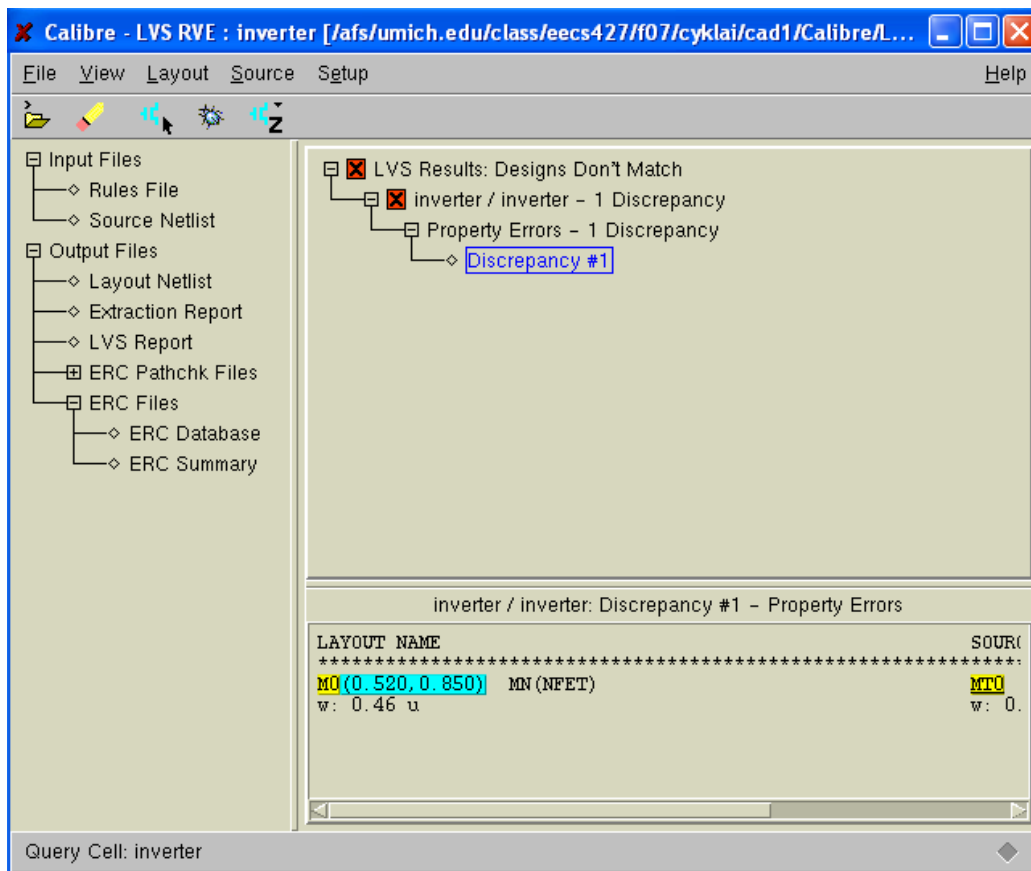 Calibre - LVS RVE : inverter [/afs/umich.edu/class/eecs427/f07/cyklai/cad1/Calibre/L...
File View Layout Source Setup Help
Z
Input Files
Rules File
Source Netlist
Output Files
Layout Netlist
Extraction Report
LVS Report
ERC Pathchk Files
ERC Files
ERC Database
ERC Summary
LVS Results: Designs Don't Match
inverter / inverter – 1 Discrepancy
Property Errors – 1 Discrepancy
Discrepancy #1
inverter / inverter: Discrepancy #1 – Property Errors
LAYOUT NAME SOUR
M0(0.520,0.850) MN(NFET) MT0
w: 0.46 u w: 0.
Query Cell: inverter